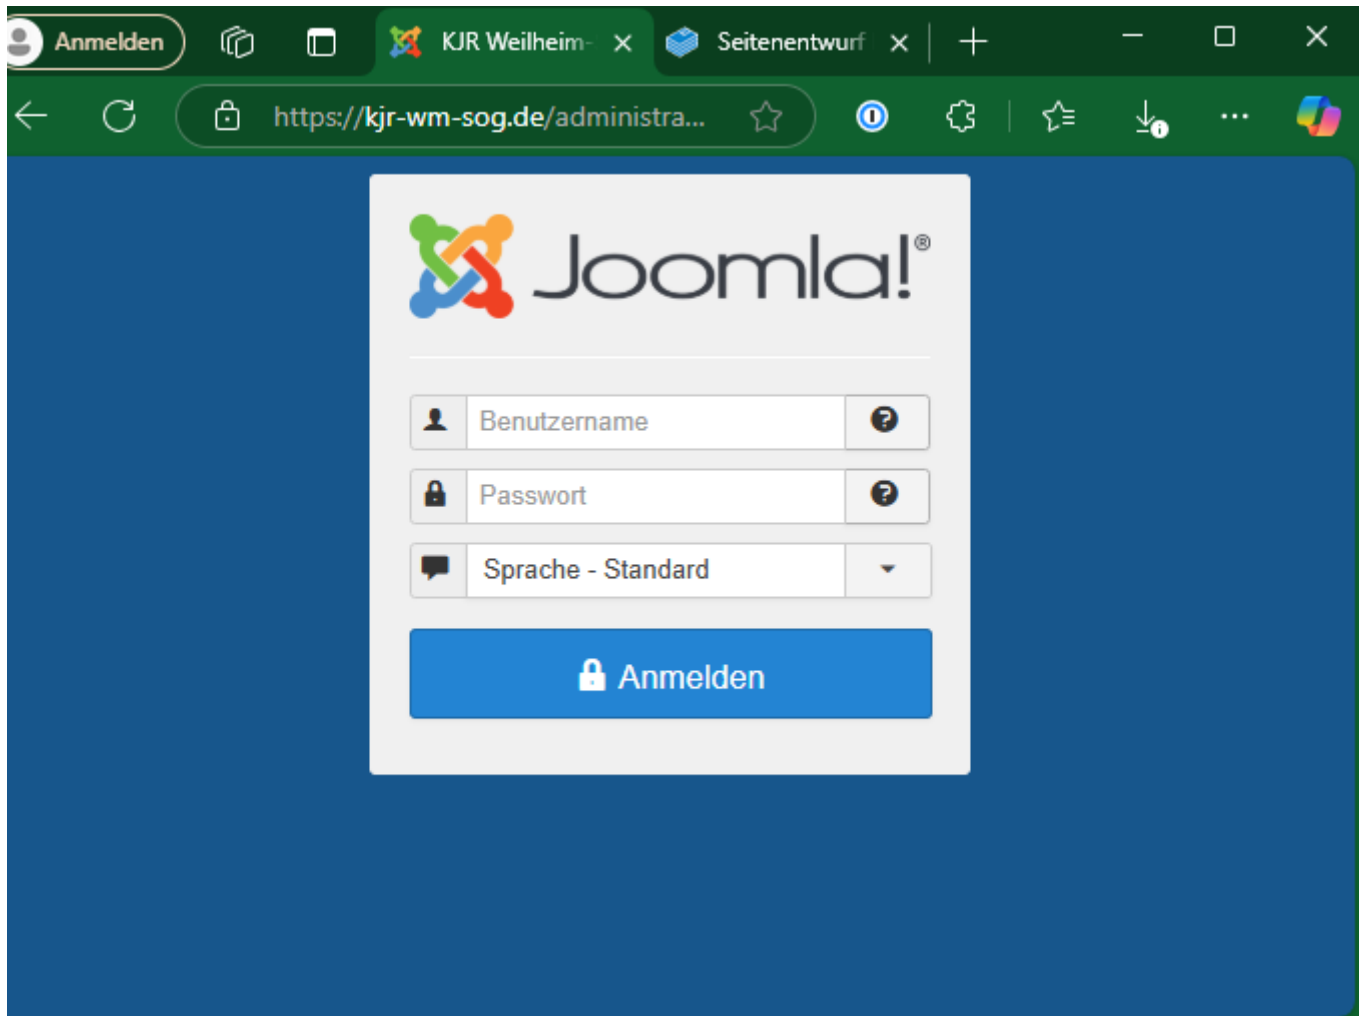 Anmelden
KJR Weilheim-
Seitenentwurf
https://kjr-wm-sog.de/administra...
Joomla!®
Benutzername
Passwort
Sprache - Standard
Anmelden